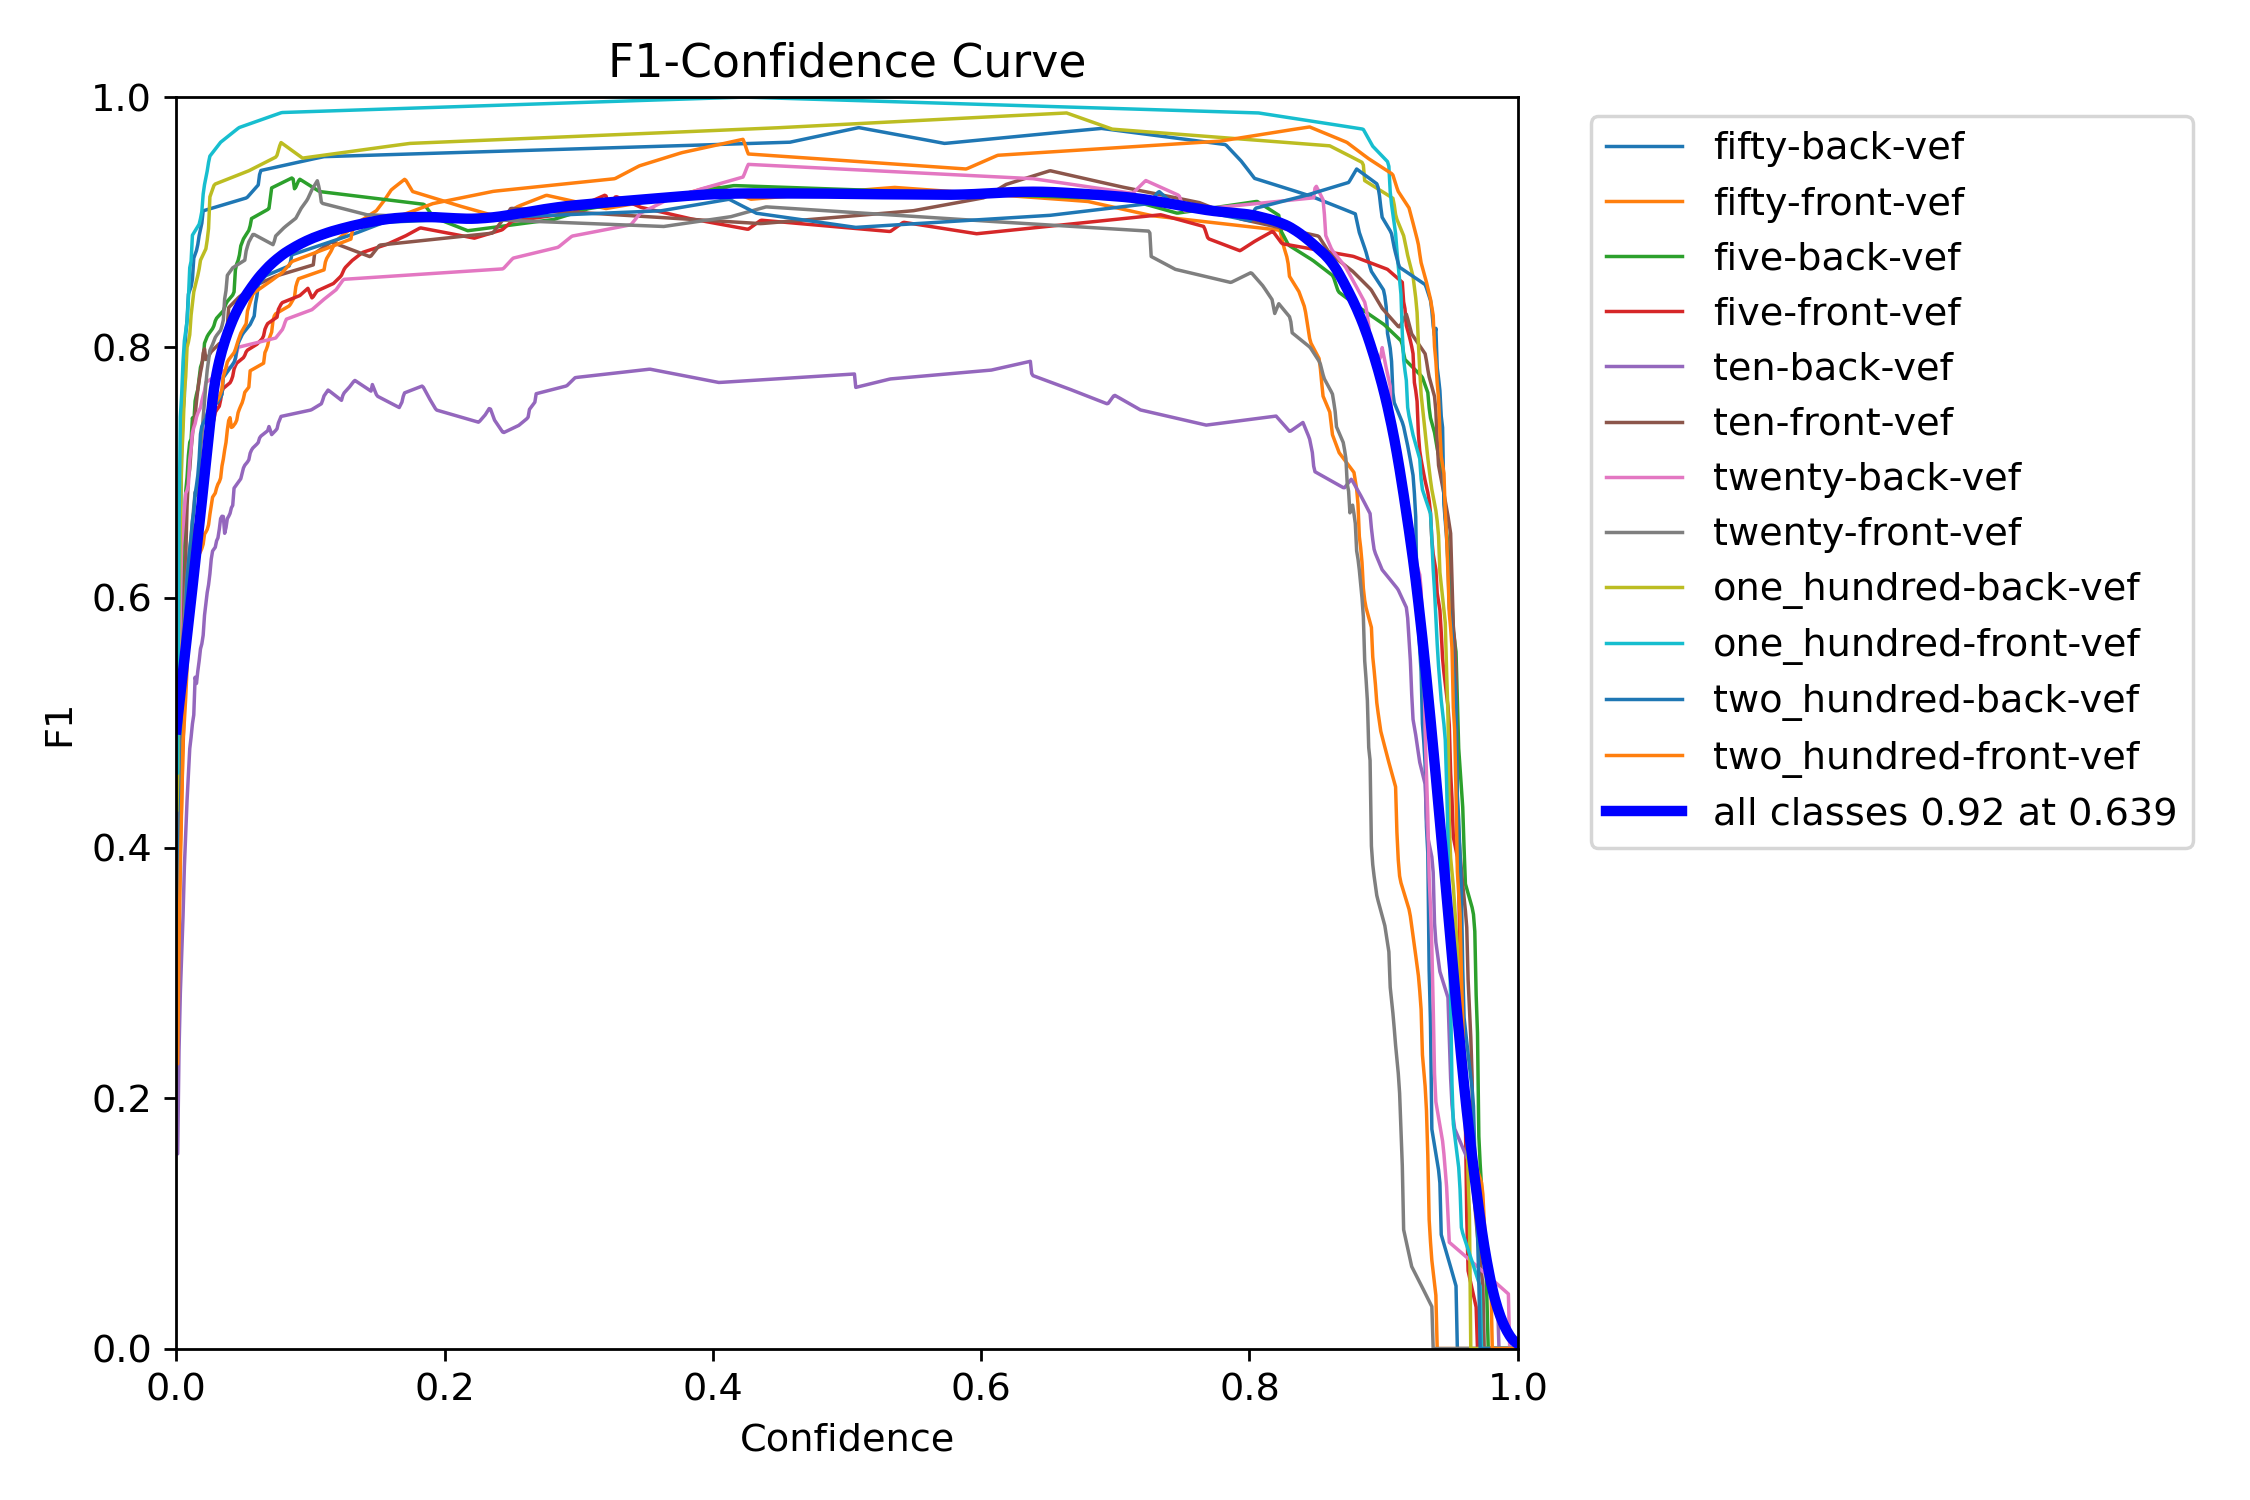 F1-Confidence Curve
1.0
0.8
0.6
0.4
0.2
0.0
F1
0.0 0.2 0.4 0.6 0.8 1.0
Confidence
fifty-back-vef
fifty-front-vef
five-back-vef
five-front-vef
ten-back-vef
ten-front-vef
twenty-back-vef
twenty-front-vef
one_hundred-back-vef
one_hundred-front-vef
two_hundred-back-vef
two_hundred-front-vef
all classes 0.92 at 0.639